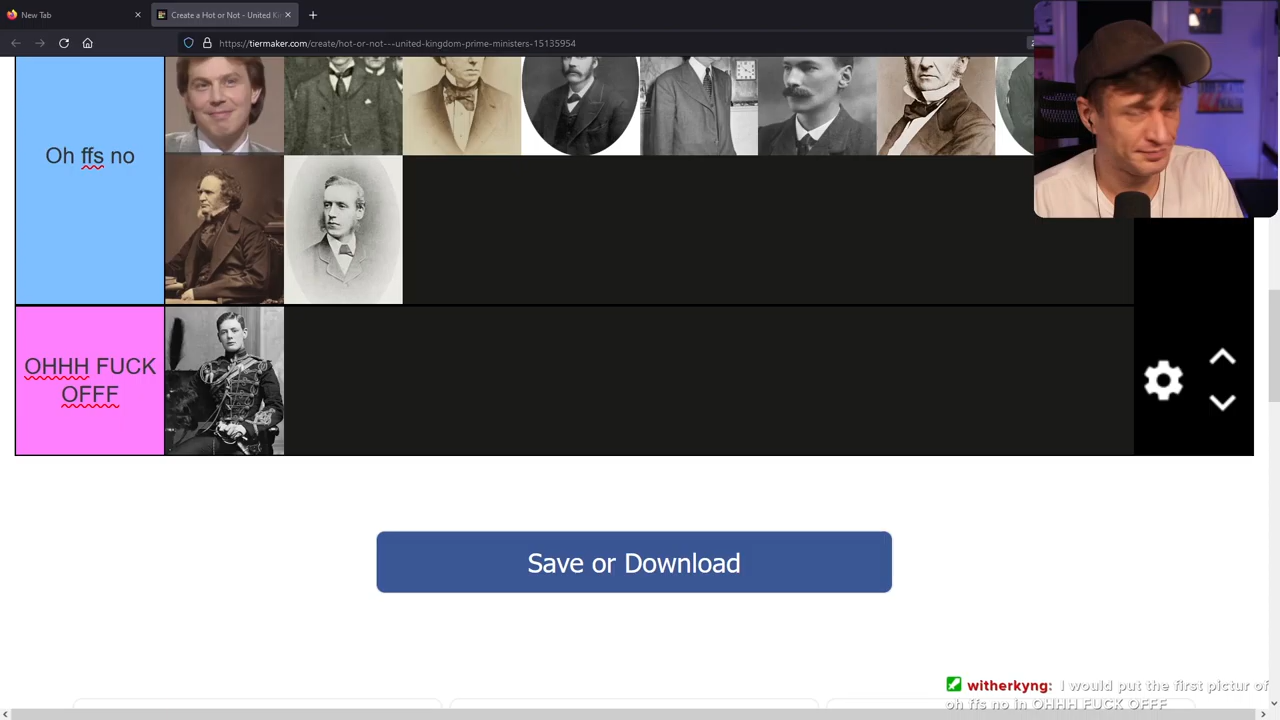 New Tab
Create a Hot or Not - United Ki
https://tiermaker.com/create/hot-or-not---united-kingdom-prime-ministers-15135954
Oh ffs no
OHHH FUCK
OFFF
Save or Download
witherkyng: I would put the first pictur of
oh ffs no in OHHH FUCK OFFF